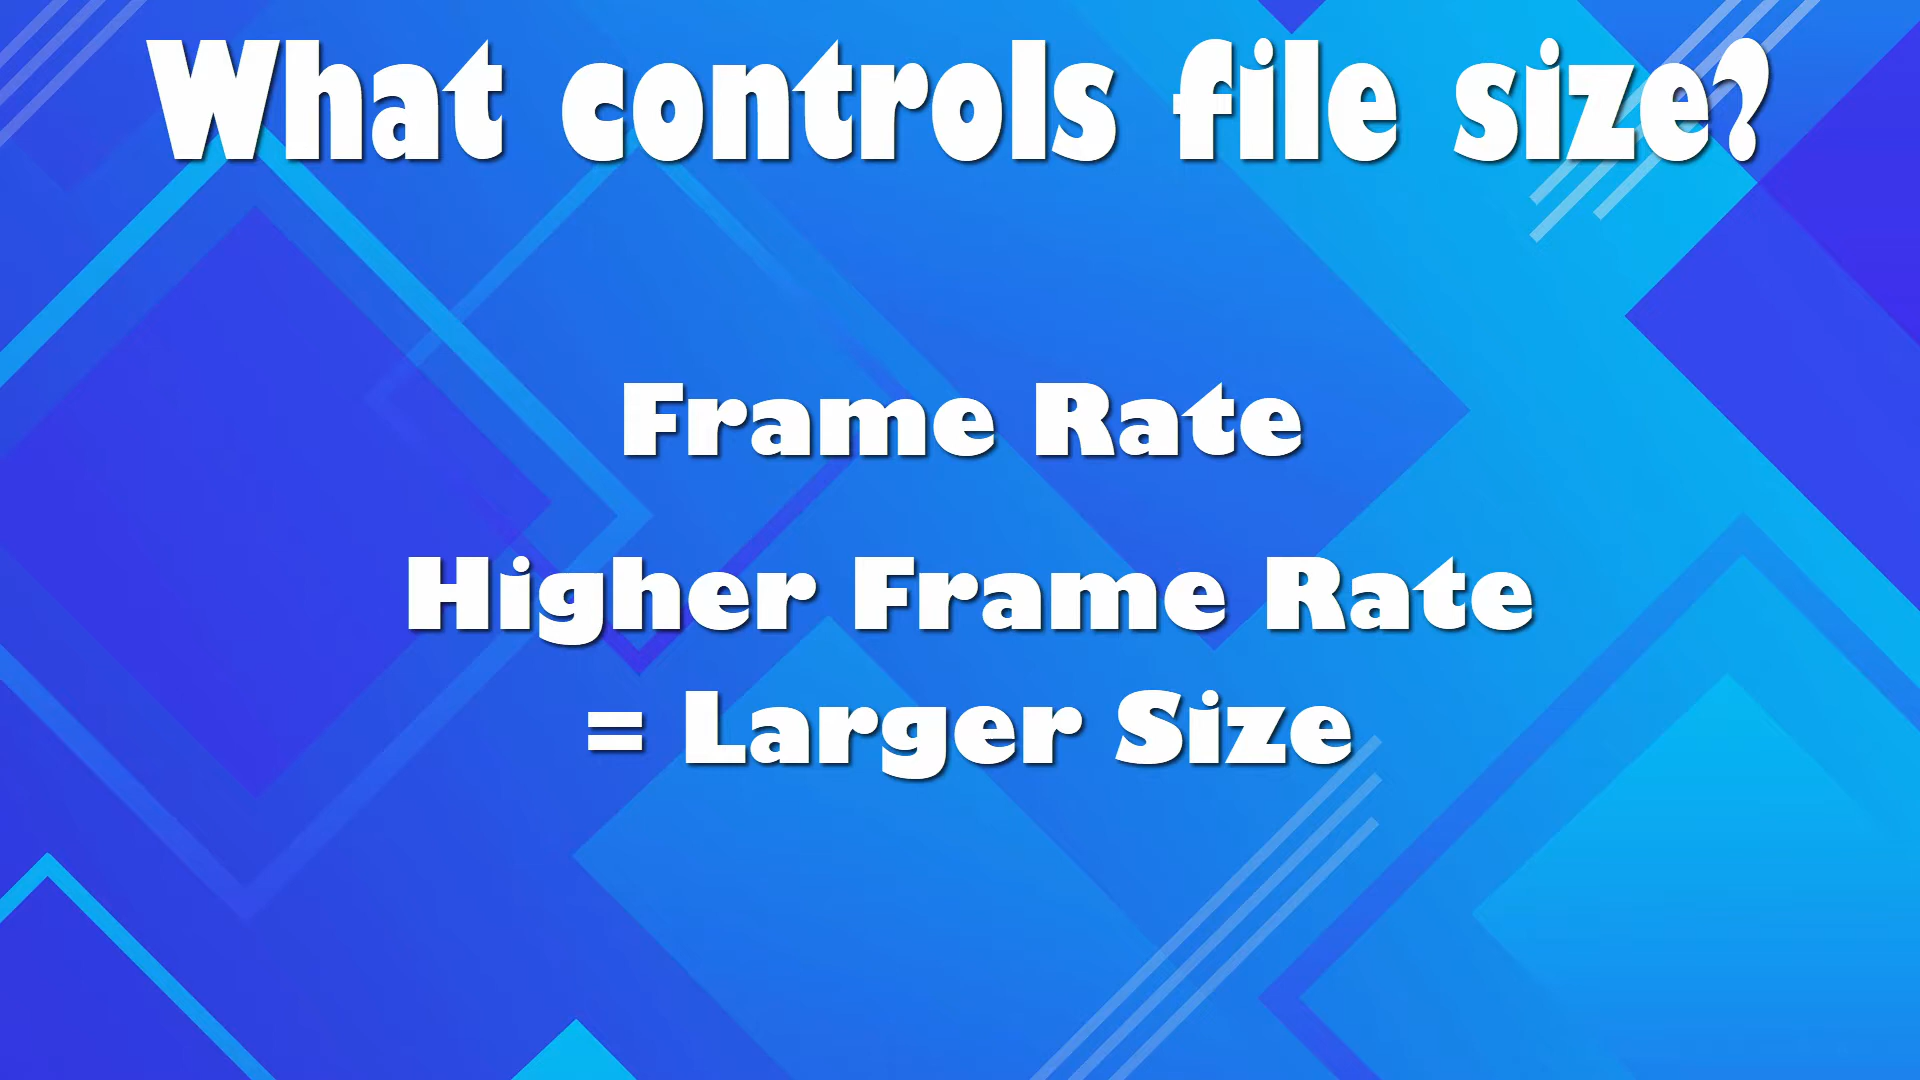 What controls file size?
Frame Rate
Higher Frame Rate
= Larger Size